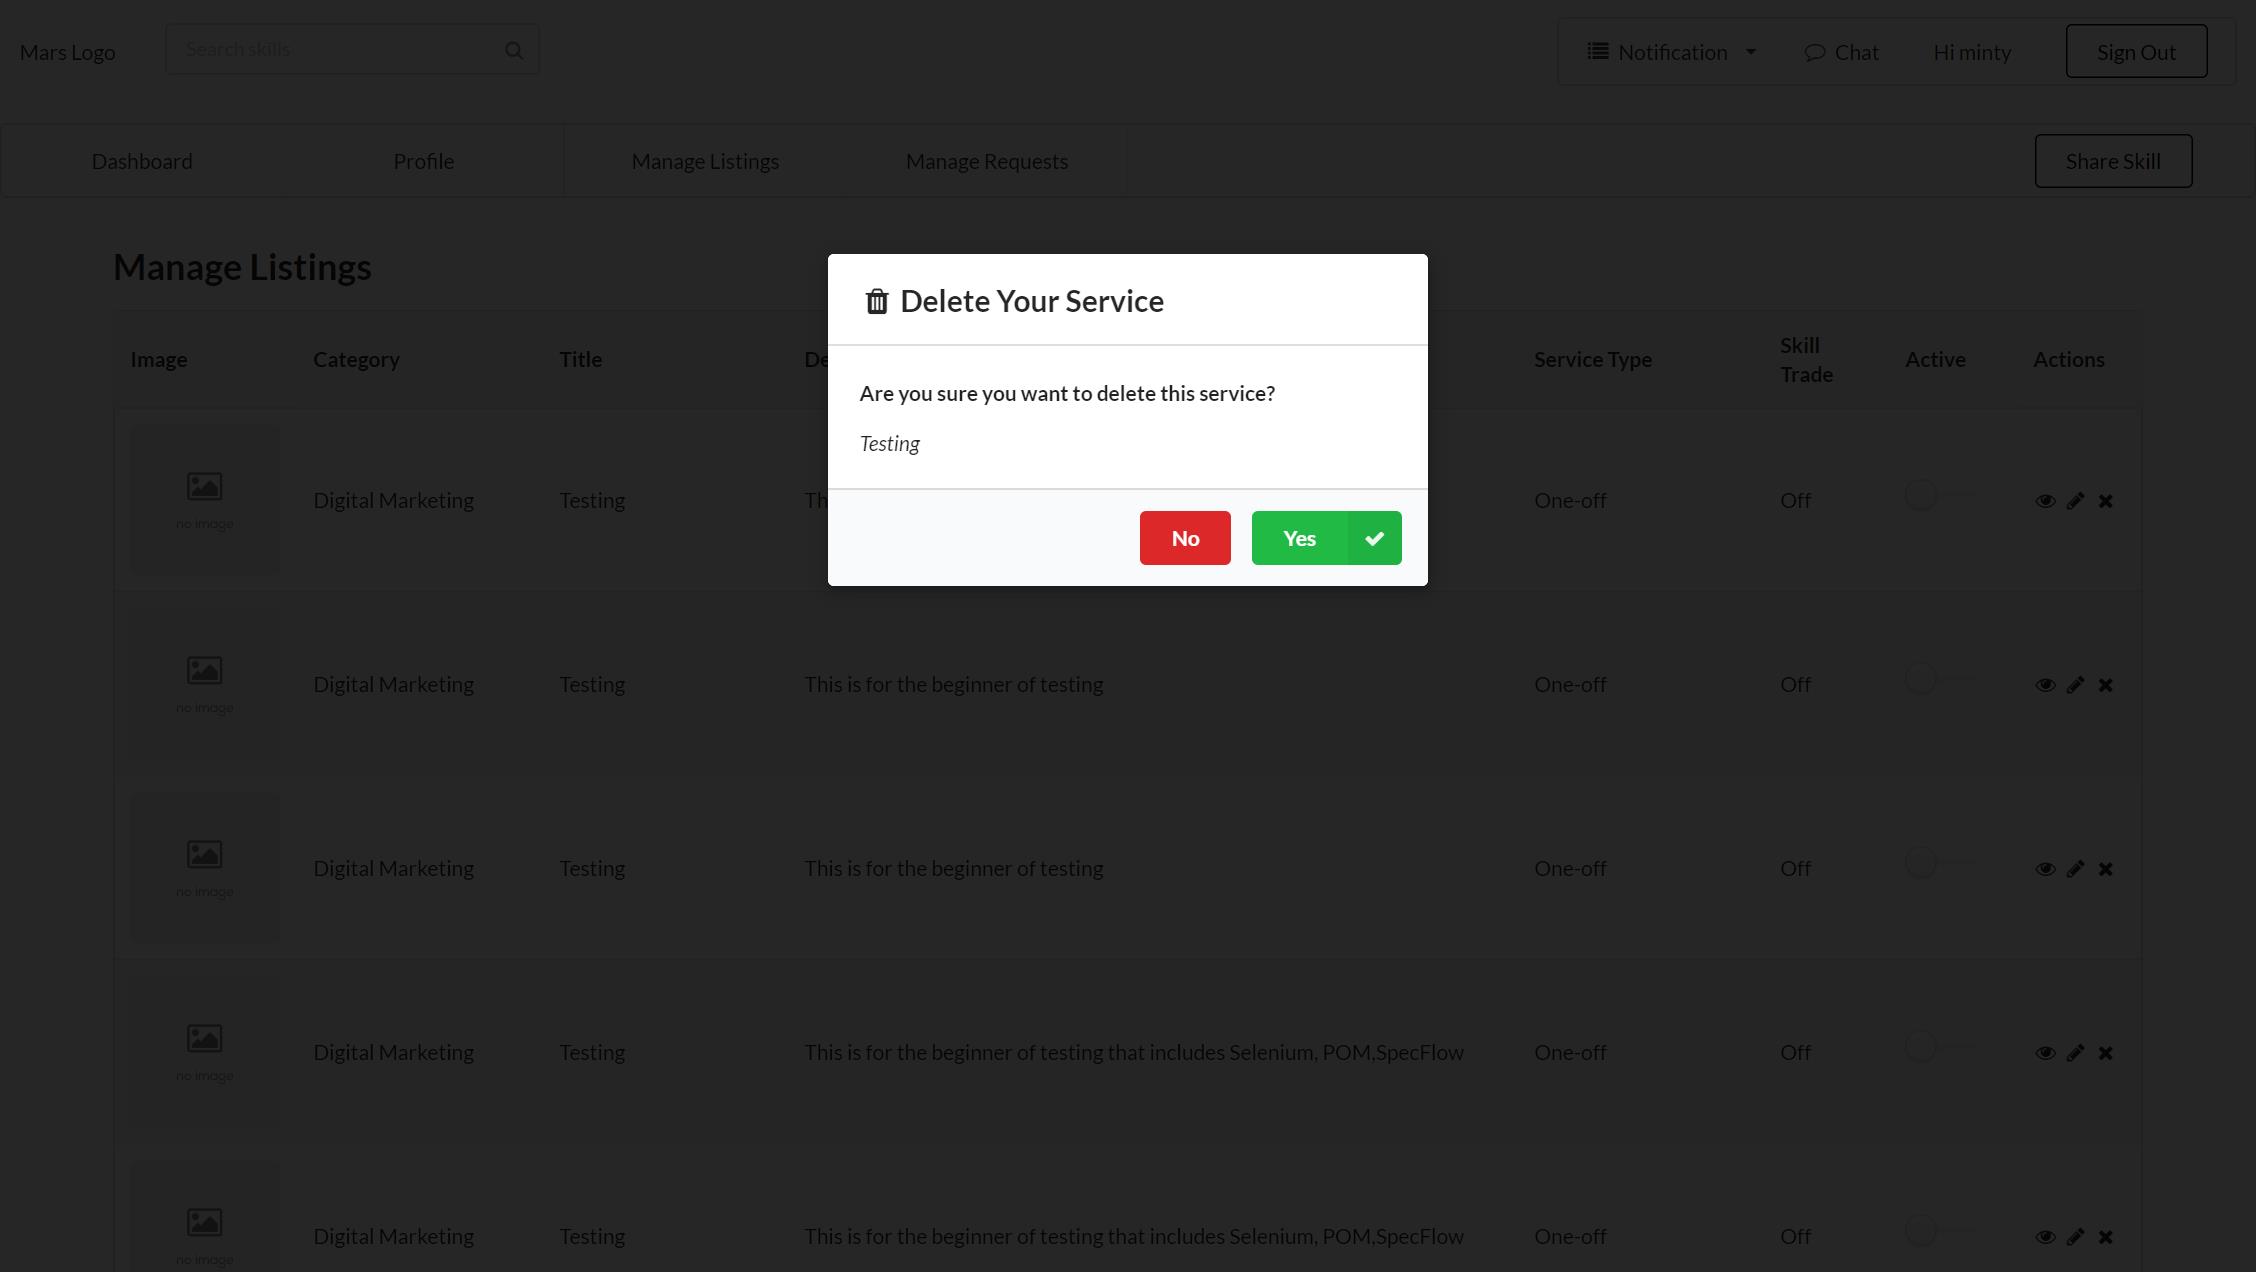 Mars Logo
Search skills
Notification
Chat
Hi minty
Sign Out
Dashboard
Profile
Manage Listings
Manage Requests
Share Skill
Manage Listings
Delete Your Service
Image
Category
Title
De
Service Type
Skill
Trade
Active
Actions
Are you sure you want to delete this service?
Testing
no image
Digital Marketing
Testing
Th
One-off
Off
No
Yes
no image
Digital Marketing
Testing
This is for the beginner of testing
One-off
Off
no image
Digital Marketing
Testing
This is for the beginner of testing
One-off
Off
no image
Digital Marketing
Testing
This is for the beginner of testing that includes Selenium, POM,SpecFlow
One-off
Off
no image
Digital Marketing
Testing
This is for the beginner of testing that includes Selenium, POM,SpecFlow
One-off
Off